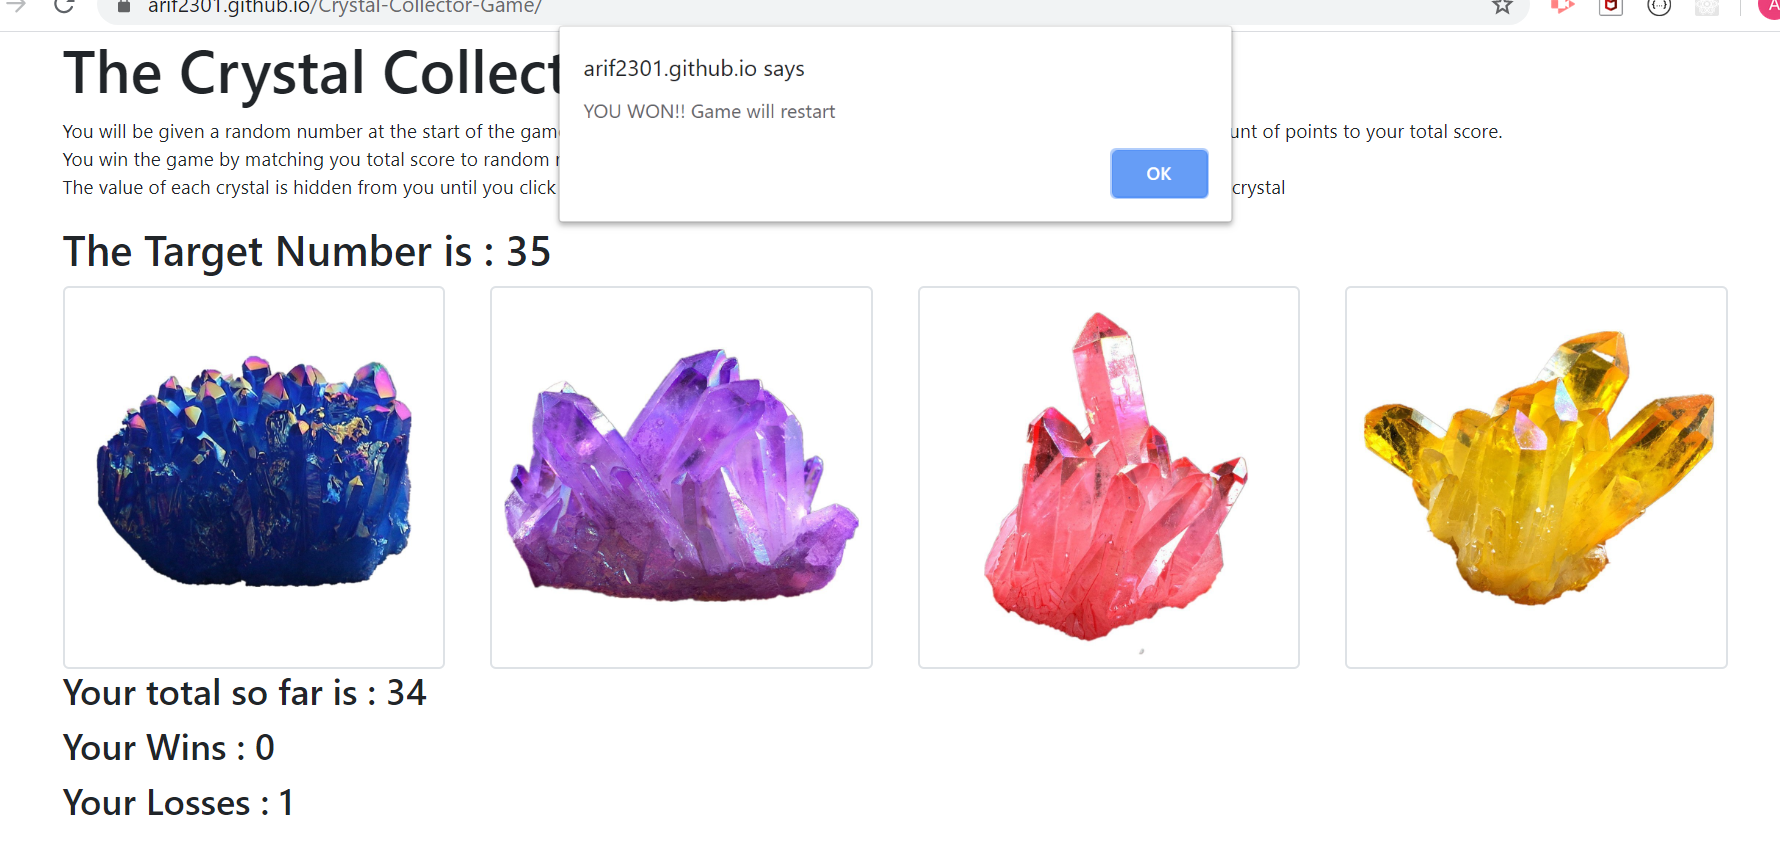 arif2301.github.io/Crystal-Collector-Game/
The Crystal Collect
arif2301.github.io says
YOU WON!! Game will restart
OK
You will be given a random number at the start of the gam unt of points to your total score.
You win the game by matching you total score to random
The value of each crystal is hidden from you until you click crystal
The Target Number is : 35
Your total so far is : 34
Your Wins : 0
Your Losses : 1